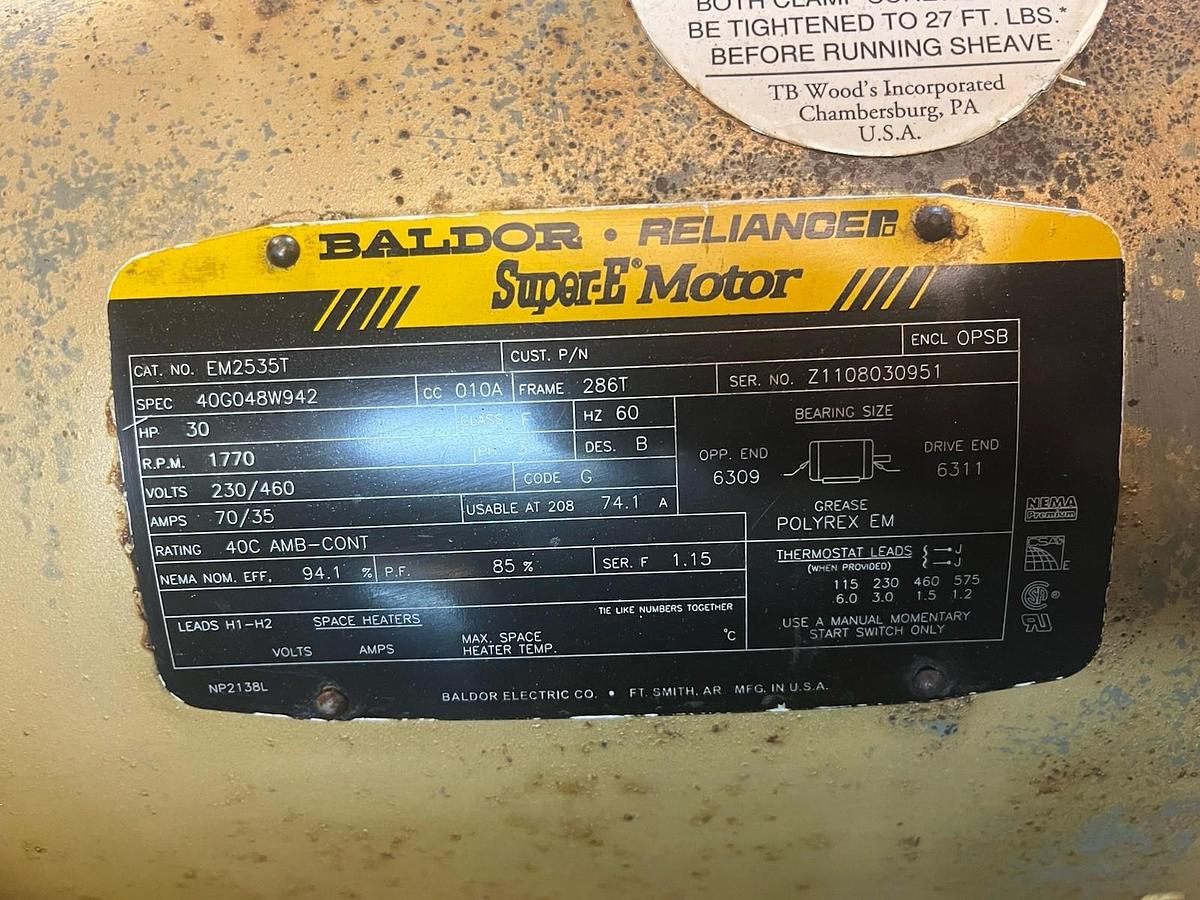 BOTH CLAMP
BE TIGHTENED TO 27 FT. LBS.*
BEFORE RUNNING SHEAVE
TB Wood's Incorporated
Chambersburg, PA
U.S.A.
BALDOR • RELIANCE
Super-E® Motor
CAT. NO. EM2535T CUST. P/N ENCL OPSB
SPEC 40G048W942 CC 010A FRAME 286T SER. NO. Z1108030951
HP 30 CLASS F HZ 60
R.P.M. 1770 PH 3 DES. B
VOLTS 230/460 CODE G
AMPS 70/35 USABLE AT 208 74.1 A
BEARING SIZE
OPP. END DRIVE END
6309 6311
GREASE
POLYREX EM
RATING 40C AMB-CONT
NEMA NOM. EFF. 94.1 % P.F. 85 % SER. F 1.15
THERMOSTAT LEADS J
(WHEN PROVIDED) J
115 230 460 575
6.0 3.0 1.5 1.2
USE A MANUAL MOMENTARY
START SWITCH ONLY
TIE LIKE NUMBERS TOGETHER
LEADS H1-H2 SPACE HEATERS
VOLTS AMPS MAX. SPACE HEATER TEMP. °C
NEMA
Premium
CSA
E
NP2138L BALDOR ELECTRIC CO. • FT. SMITH, AR MFG. IN U.S.A.